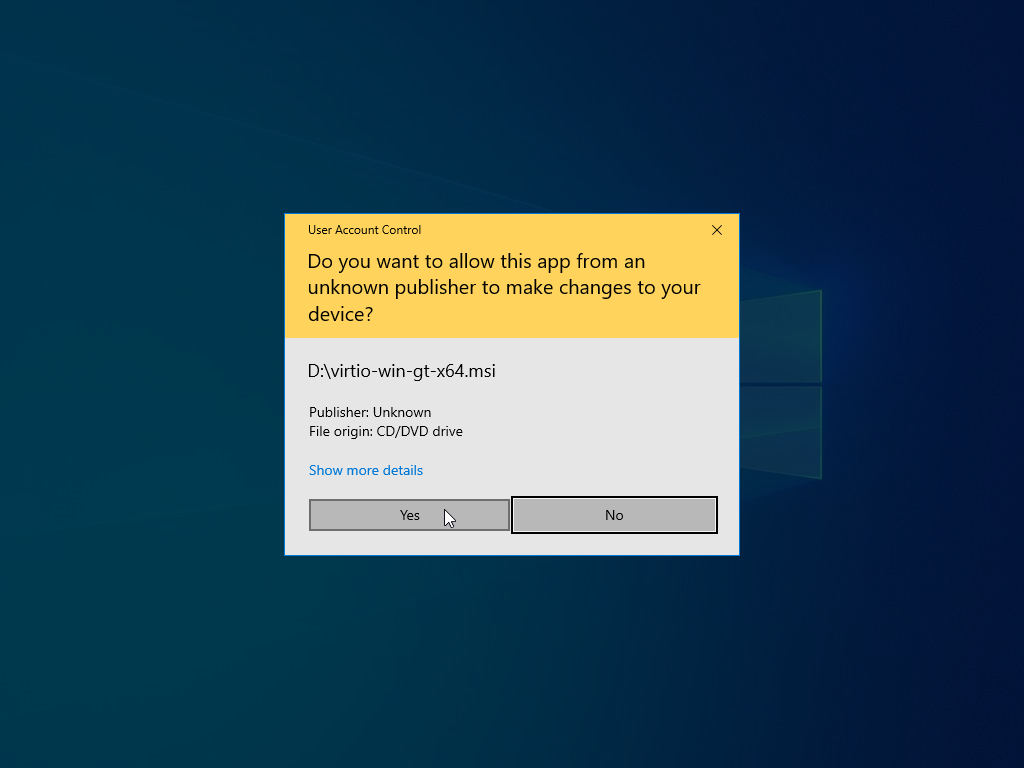 User Account Control
Do you want to allow this app from an
unknown publisher to make changes to your
device?
D:\virtio-win-gt-x64.msi
Publisher: Unknown
File origin: CD/DVD drive
Show more details
Yes
No